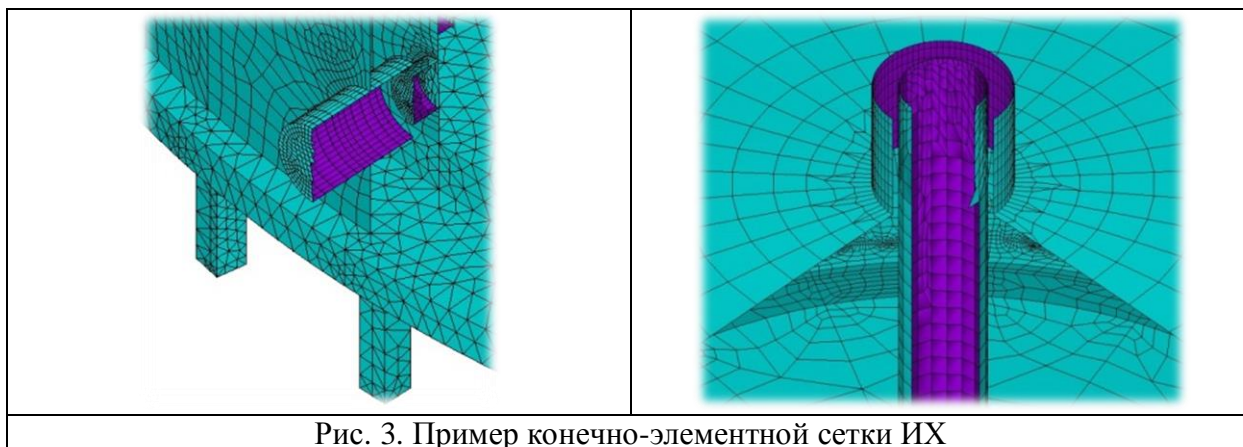 Рис. 3. Пример конечно-элементной сетки ИХ